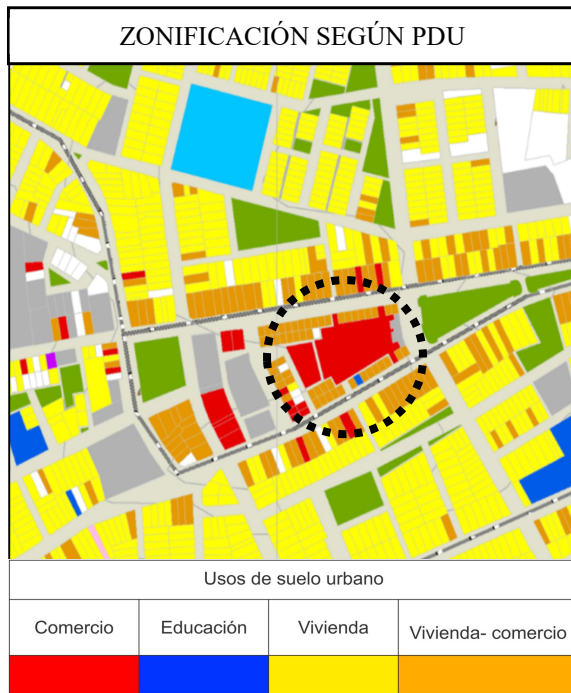 ZONIFICACIÓN SEGÚN PDU
Usos de suelo urbano
Comercio
Educación
Vivienda
Vivienda- comercio